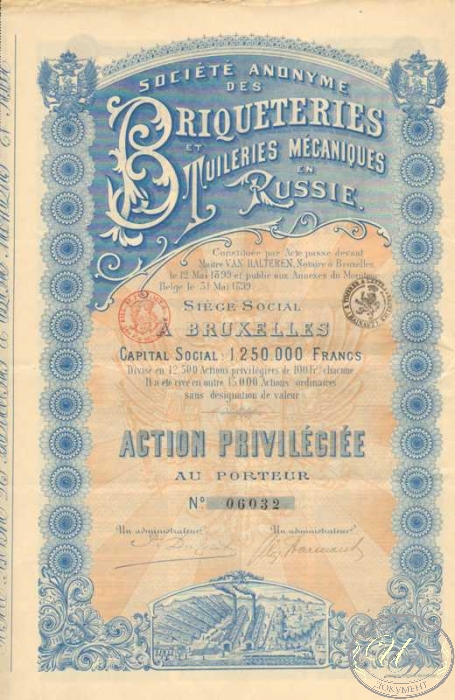 SOCIÉTÉ ANONYME
DES
BRIQUETERIES
ET
TUILERIES MÉCANIQUES
EN
RUSSIE.
Constituée par Acte passé devant
Maître VAN HALTEREN, Notaire à Bruxelles
le 12 Mai 1899 et publié aux Annexes du Moniteur
Belge le 31 Mai 1899.
SIÈGE SOCIAL
À BRUXELLES
CAPITAL SOCIAL: 1.250.000 FRANCS
Divisé en 12.500 Actions privilégiées de 100 Frs chacune
Il a été créé en outre 15.000 Actions ordinaires
sans désignation de valeur
ACTION PRIVILÉGIÉE
AU PORTEUR
No 06032
Un administrateur
Un administrateur
ДОКУМЕНТ